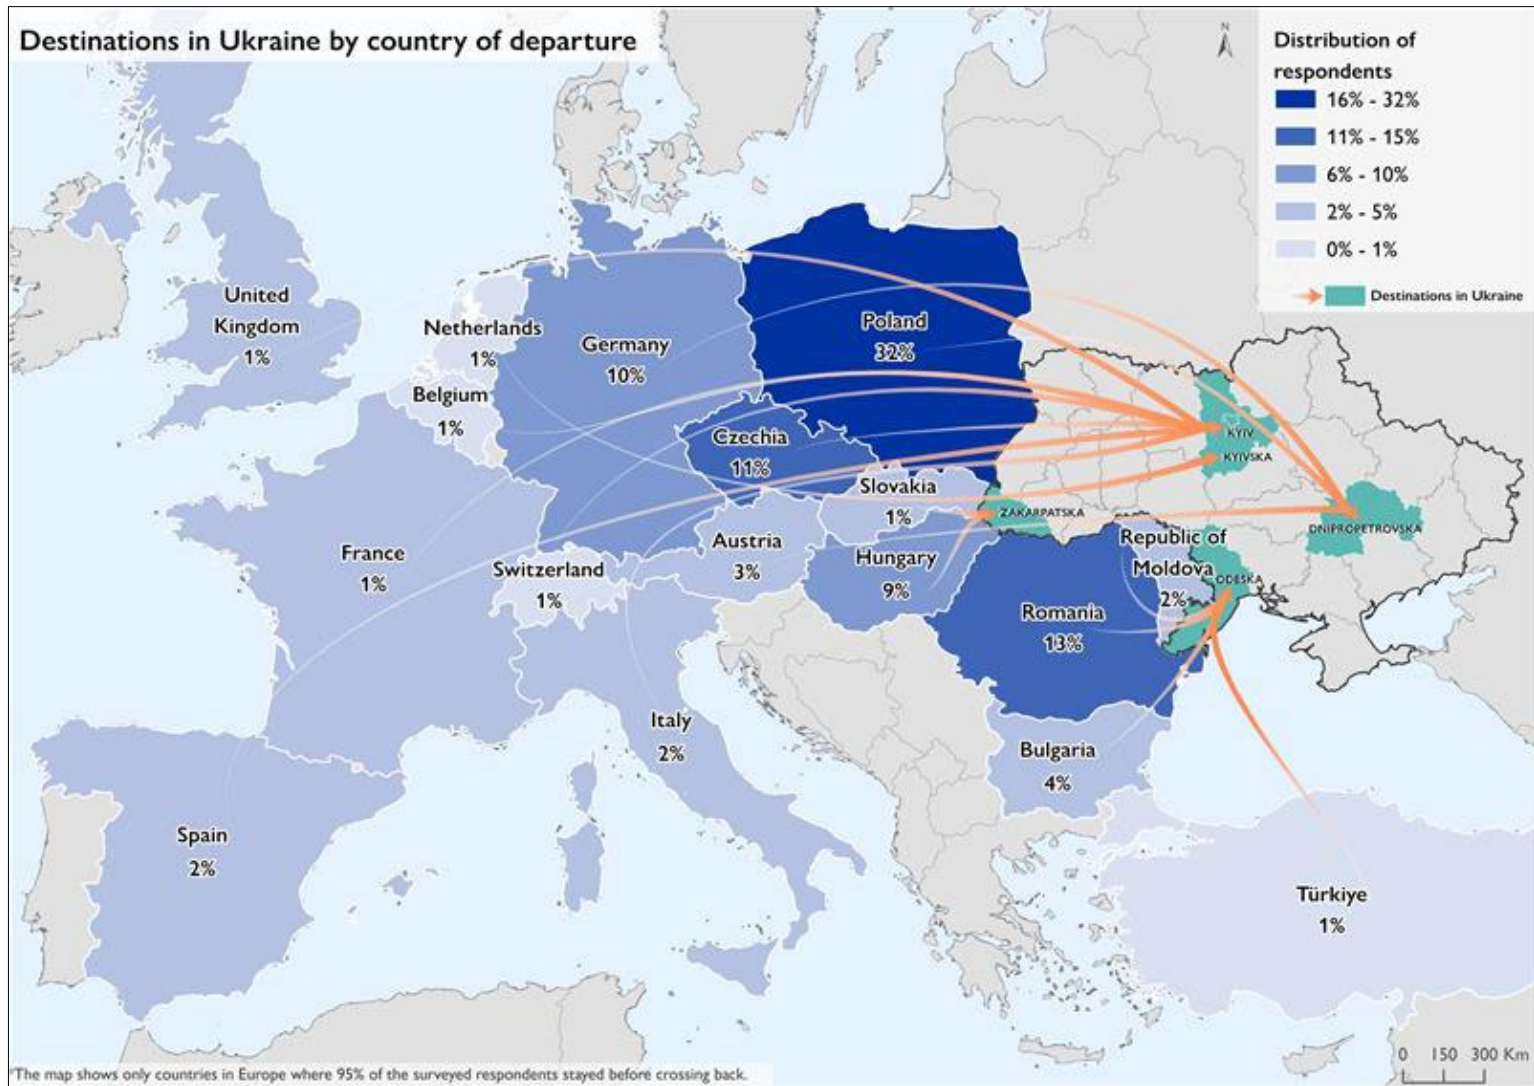 Destinations in Ukraine by country of departure
N
Distribution of
respondents
16% - 32%
11% - 15%
6% - 10%
2% - 5%
0% - 1%
Destinations in Ukraine
United
Kingdom
1%
Netherlands
1%
Belgium
1%
Germany
10%
Poland
32%
Czechia
11%
Slovakia
1%
Austria
3%
Hungary
9%
Switzerland
1%
France
1%
Italy
2%
Spain
2%
Romania
13%
Republic of
Moldova
2%
Bulgaria
4%
Türkiye
1%
KYIV
KYIVSKA
ZAKARPATSKA
DNIPROPETROVSKA
ODESKA
0 150 300 Km
*The map shows only countries in Europe where 95% of the surveyed respondents stayed before crossing back.